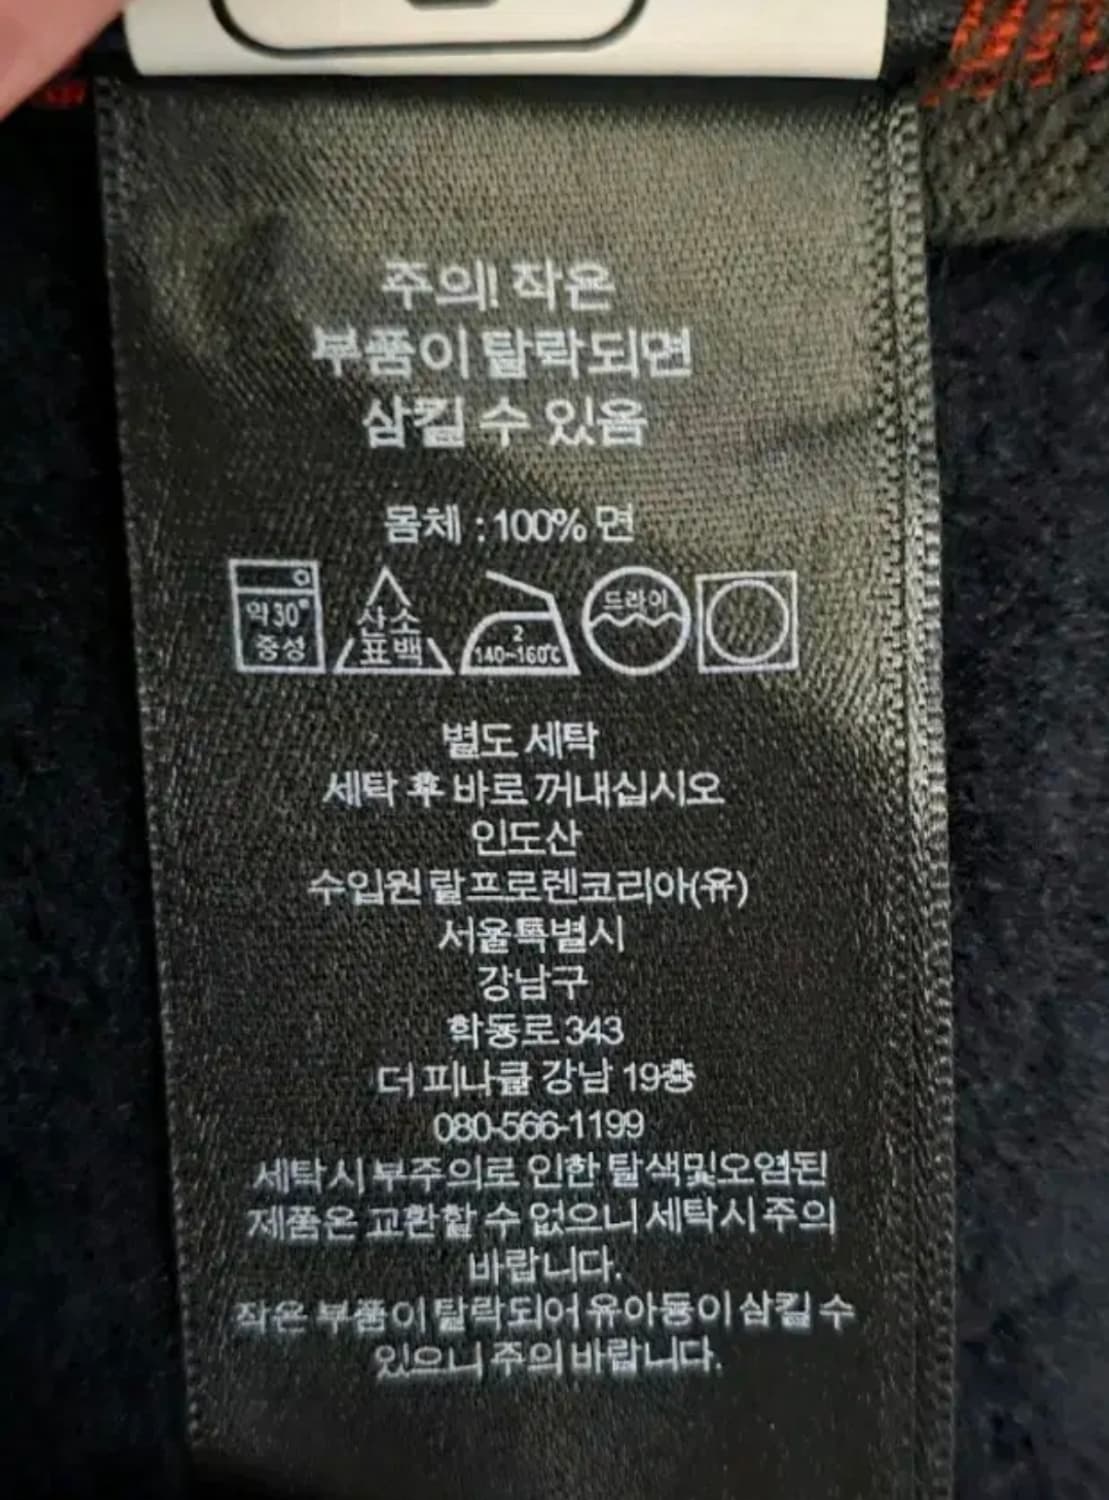 주의! 작은
부품이 탈락되면
삼킬 수 있음
몸체 : 100% 면
약 30°
중성
산소
표백
2
140~160℃
드라이
별도 세탁
세탁 후 바로 꺼내십시오
인도산
수입원 랄프로렌코리아(유)
서울특별시
강남구
학동로 343
더 피나클 강남 19층
080-566-1199
세탁시 부주의로 인한 탈색및오염된
제품은 교환할 수 없으니 세탁시 주의
바랍니다.
작은 부품이 탈락되어 유아등이 삼킬 수
있으니 주의 바랍니다.